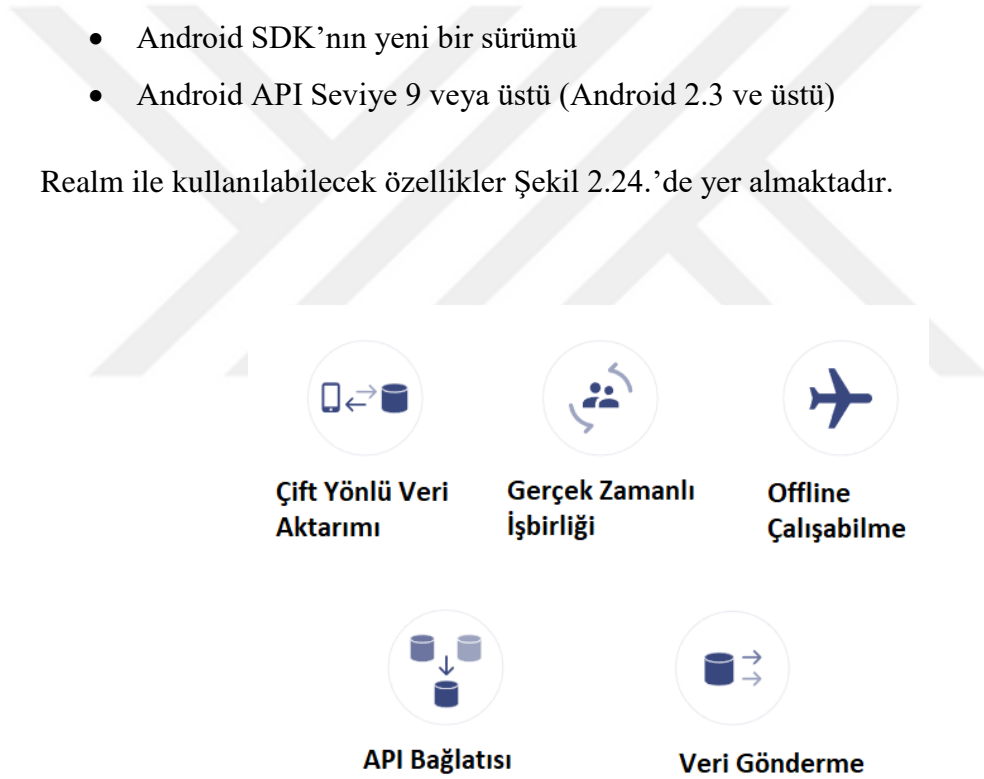 • Android SDK’nın yeni bir sürümü
• Android API Seviye 9 veya üstü (Android 2.3 ve üstü)
Realm ile kullanılabilecek özellikler Şekil 2.24.’de yer almaktadır.
Çift Yönlü Veri
Aktarımı
Gerçek Zamanlı
İşbirliği
Offline
Çalışabilme
API Bağlatısı
Veri Gönderme